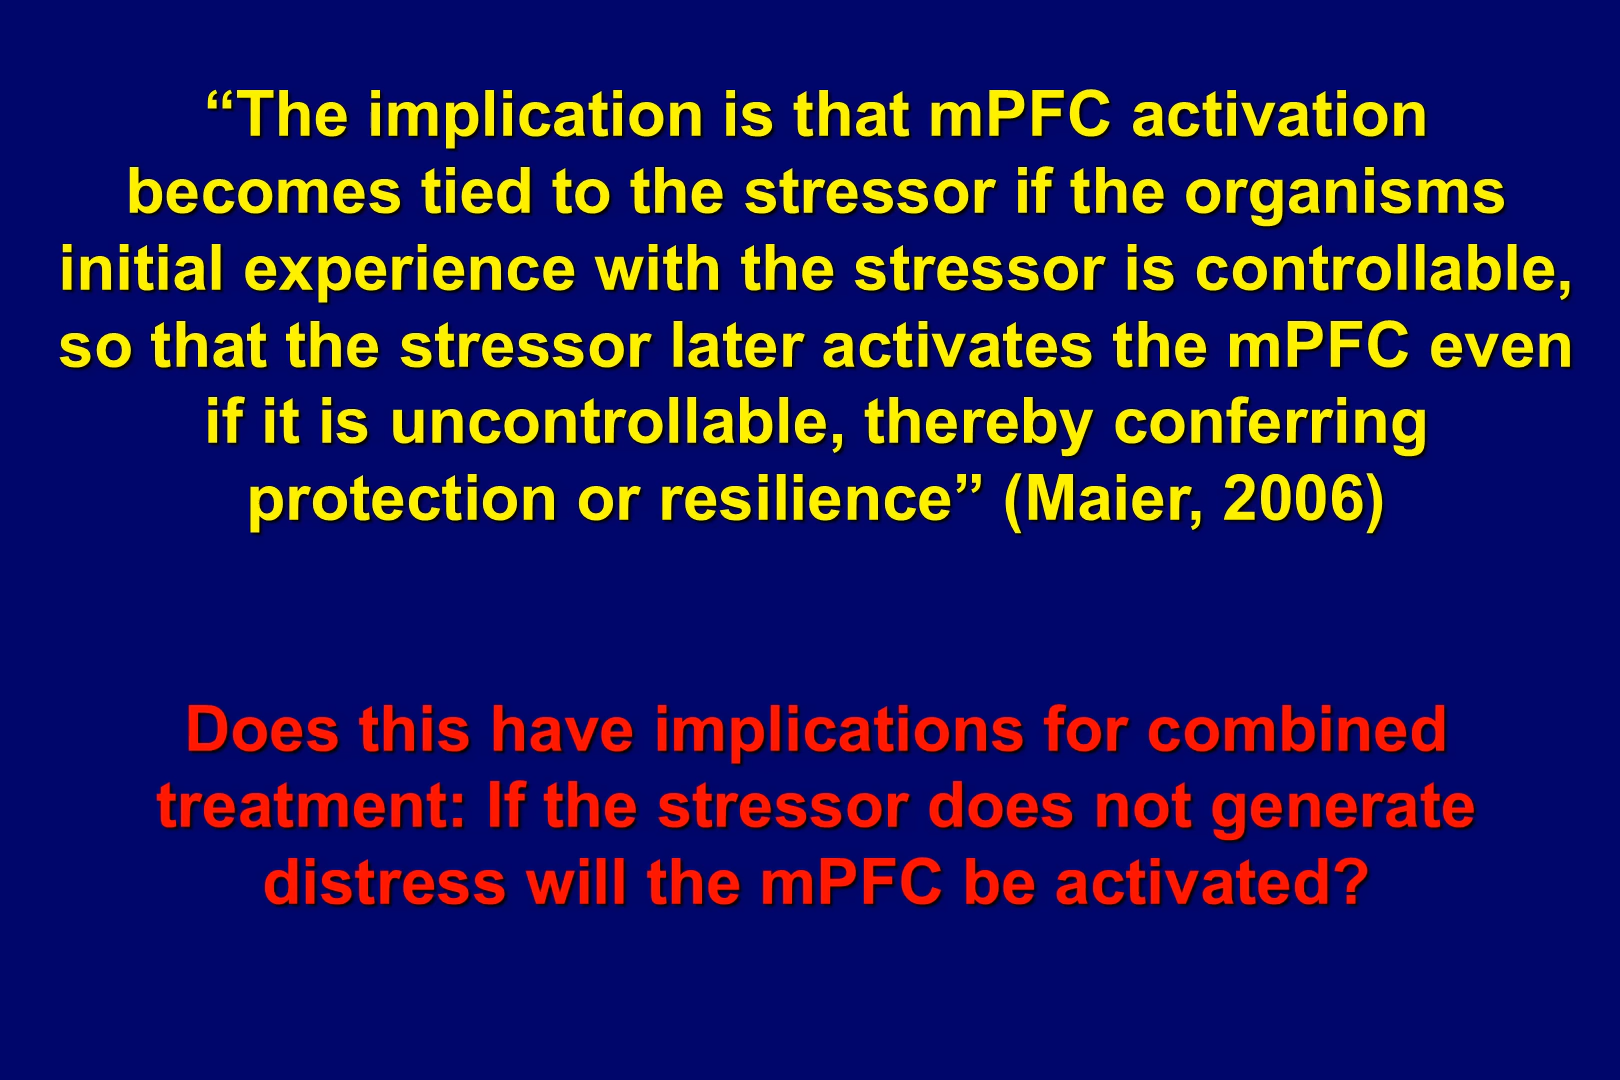 “The implication is that mPFC activation
becomes tied to the stressor if the organisms
initial experience with the stressor is controllable,
so that the stressor later activates the mPFC even
if it is uncontrollable, thereby conferring
protection or resilience” (Maier, 2006)
Does this have implications for combined
treatment: If the stressor does not generate
distress will the mPFC be activated?